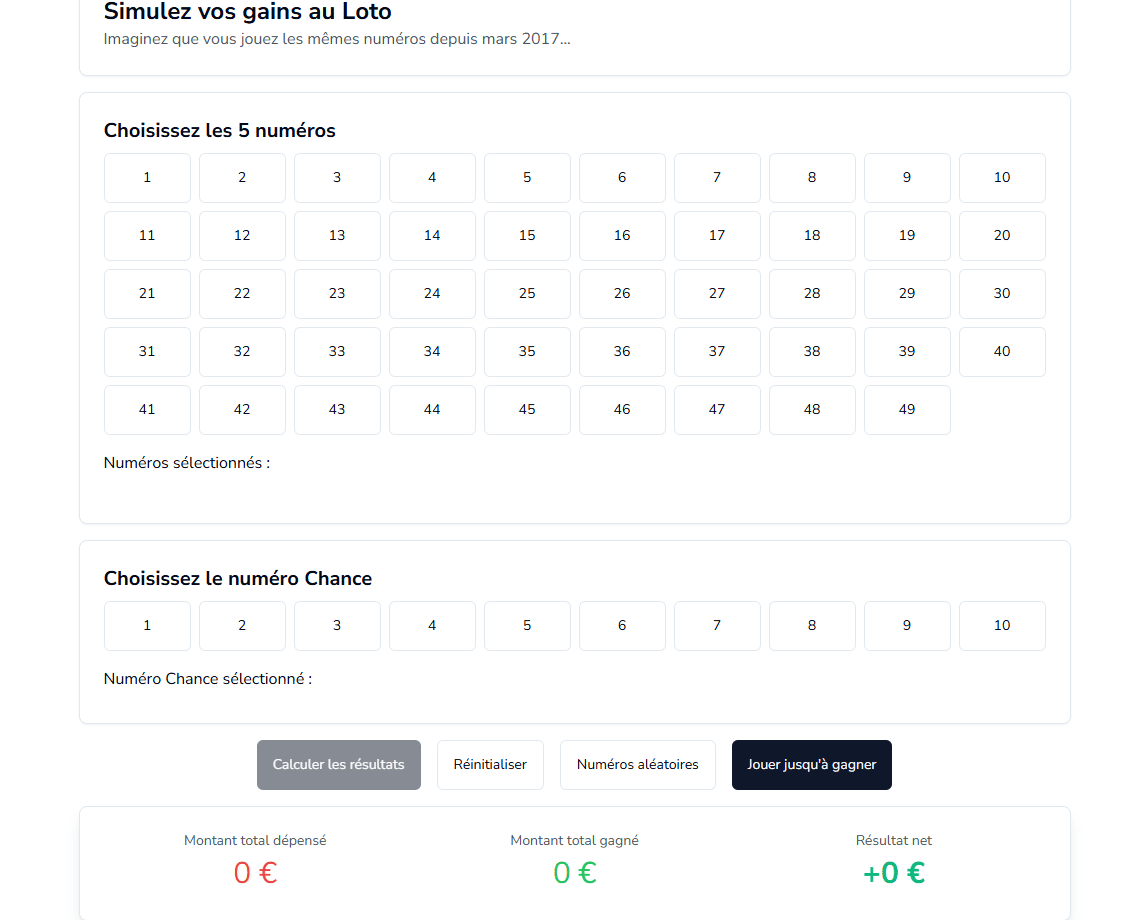 Simulez vos gains au Loto
Imaginez que vous jouez les mêmes numéros depuis mars 2017...
Choisissez les 5 numéros
1 2 3 4 5 6 7 8 9 10
11 12 13 14 15 16 17 18 19 20
21 22 23 24 25 26 27 28 29 30
31 32 33 34 35 36 37 38 39 40
41 42 43 44 45 46 47 48 49
Numéros sélectionnés :
Choisissez le numéro Chance
1 2 3 4 5 6 7 8 9 10
Numéro Chance sélectionné :
Calculer les résultats Réinitialiser Numéros aléatoires Jouer jusqu'à gagner
Montant total dépensé Montant total gagné Résultat net
0 € 0 € +0 €